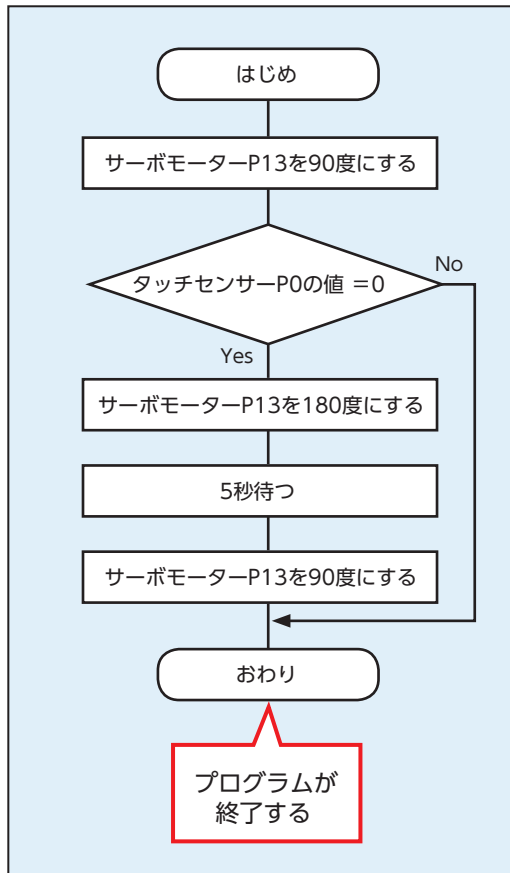 はじめ
サーボモーターP13を90度にする
タッチセンサーP0の値 =0
No
Yes
サーボモーターP13を180度にする
5秒待つ
サーボモーターP13を90度にする
おわり
プログラムが
終了する